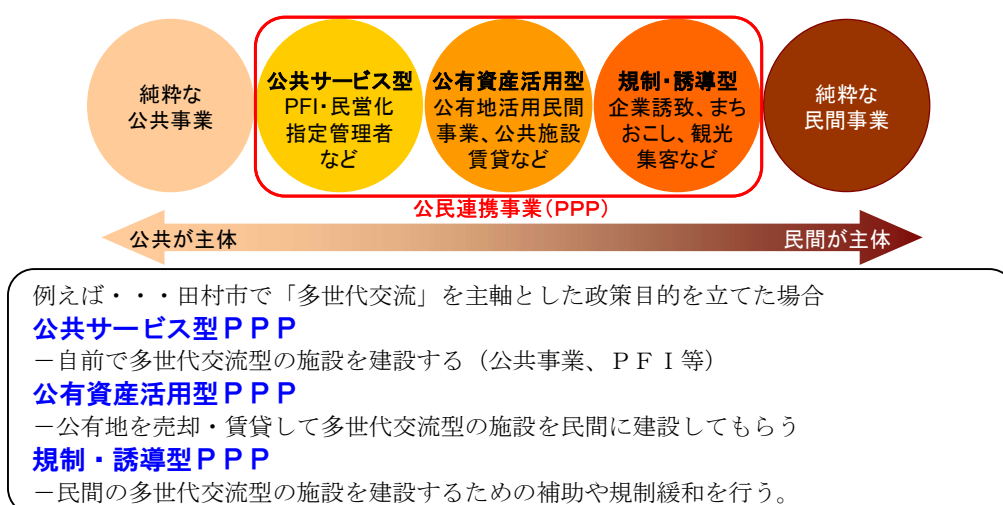 純粋な
公共事業
公共サービス型
PFI・民営化
指定管理者
など
公有資産活用型
公有地活用民間
事業、公共施設
賃貸など
規制・誘導型
企業誘致、まち
おこし、観光
集客など
純粋な
民間事業
公民連携事業(PPP)
公共が主体
民間が主体
例えば・・・田村市で「多世代交流」を主軸とした政策目的を立てた場合
公共サービス型ＰＰＰ
－自前で多世代交流型の施設を建設する（公共事業、ＰＦＩ等）
公有資産活用型ＰＰＰ
－公有地を売却・賃貸して多世代交流型の施設を民間に建設してもらう
規制・誘導型ＰＰＰ
－民間の多世代交流型の施設を建設するための補助や規制緩和を行う。